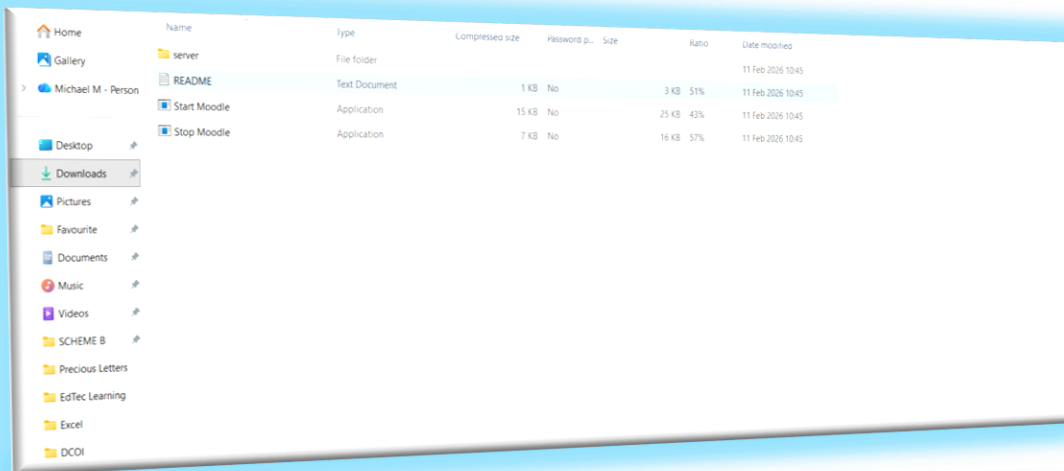 Home
Gallery
Michael M - Person
Desktop
Downloads
Pictures
Favourite
Documents
Music
Videos
SCHEME B
Precious Letters
EdTec Learning
Excel
DCOI
Name Type Compressed size Password p... Size Ratio Date modified
server File folder 11 Feb 2026 10:45
README Text Document 1 KB No 3 KB 51% 11 Feb 2026 10:45
Start Moodle Application 15 KB No 25 KB 43% 11 Feb 2026 10:45
Stop Moodle Application 7 KB No 16 KB 57% 11 Feb 2026 10:45